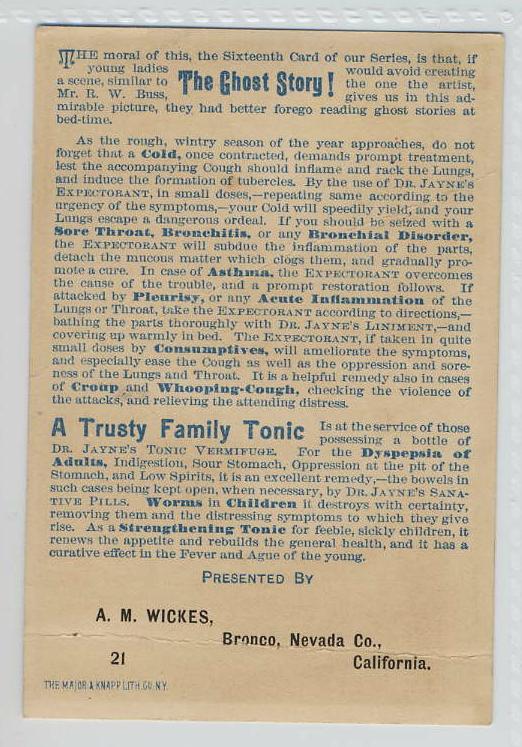 THE moral of this, the Sixteenth Card of our Series, is that, if
young ladies would avoid creating
a scene, similar to The Ghost Story! the one the artist,
Mr. R. W. Buss, gives us in this ad-
mirable picture, they had better forego reading ghost stories at
bed-time.
As the rough, wintry season of the year approaches, do not
forget that a Cold, once contracted, demands prompt treatment,
lest the accompanying Cough should inflame and rack the Lungs,
and induce the formation of tubercles. By the use of DR. JAYNE'S
EXPECTORANT, in small doses,—repeating same according to the
urgency of the symptoms,—your Cold will speedily yield, and your
Lungs escape a dangerous ordeal. If you should be seized with a
Sore Throat, Bronchitis, or any Bronchial Disorder,
the EXPECTORANT will subdue the inflammation of the parts,
detach the mucous matter which clogs them, and gradually pro-
mote a cure. In case of Asthma, the EXPECTORANT overcomes
the cause of the trouble, and a prompt restoration follows. If
attacked by Pleurisy, or any Acute Inflammation of the
Lungs or Throat, take the EXPECTORANT according to directions,—
bathing the parts thoroughly with DR. JAYNE'S LINIMENT,—and
covering up warmly in bed. The EXPECTORANT, if taken in quite
small doses by Consumptives, will ameliorate the symptoms,
and especially ease the Cough as well as the oppression and sore-
ness of the Lungs and Throat. It is a helpful remedy also in cases
of Croup and Whooping-Cough, checking the violence of
the attacks, and relieving the attending distress.
A Trusty Family Tonic Is at the service of those
possessing a bottle of
DR. JAYNE'S TONIC VERMIFUGE. For the Dyspepsia of
Adults, Indigestion, Sour Stomach, Oppression at the pit of the
Stomach, and Low Spirits, it is an excellent remedy,—the bowels in
such cases being kept open, when necessary, by DR. JAYNE'S SANA-
TIVE PILLS. Worms in Children it destroys with certainty,
removing them and the distressing symptoms to which they give
rise. As a Strengthening Tonic for feeble, sickly children, it
renews the appetite and rebuilds the general health, and it has a
curative effect in the Fever and Ague of the young.
PRESENTED BY
A. M. WICKES,
Bronco, Nevada Co.,
21 California.
THE MAJOR & KNAPP LITH. CO. N.Y.